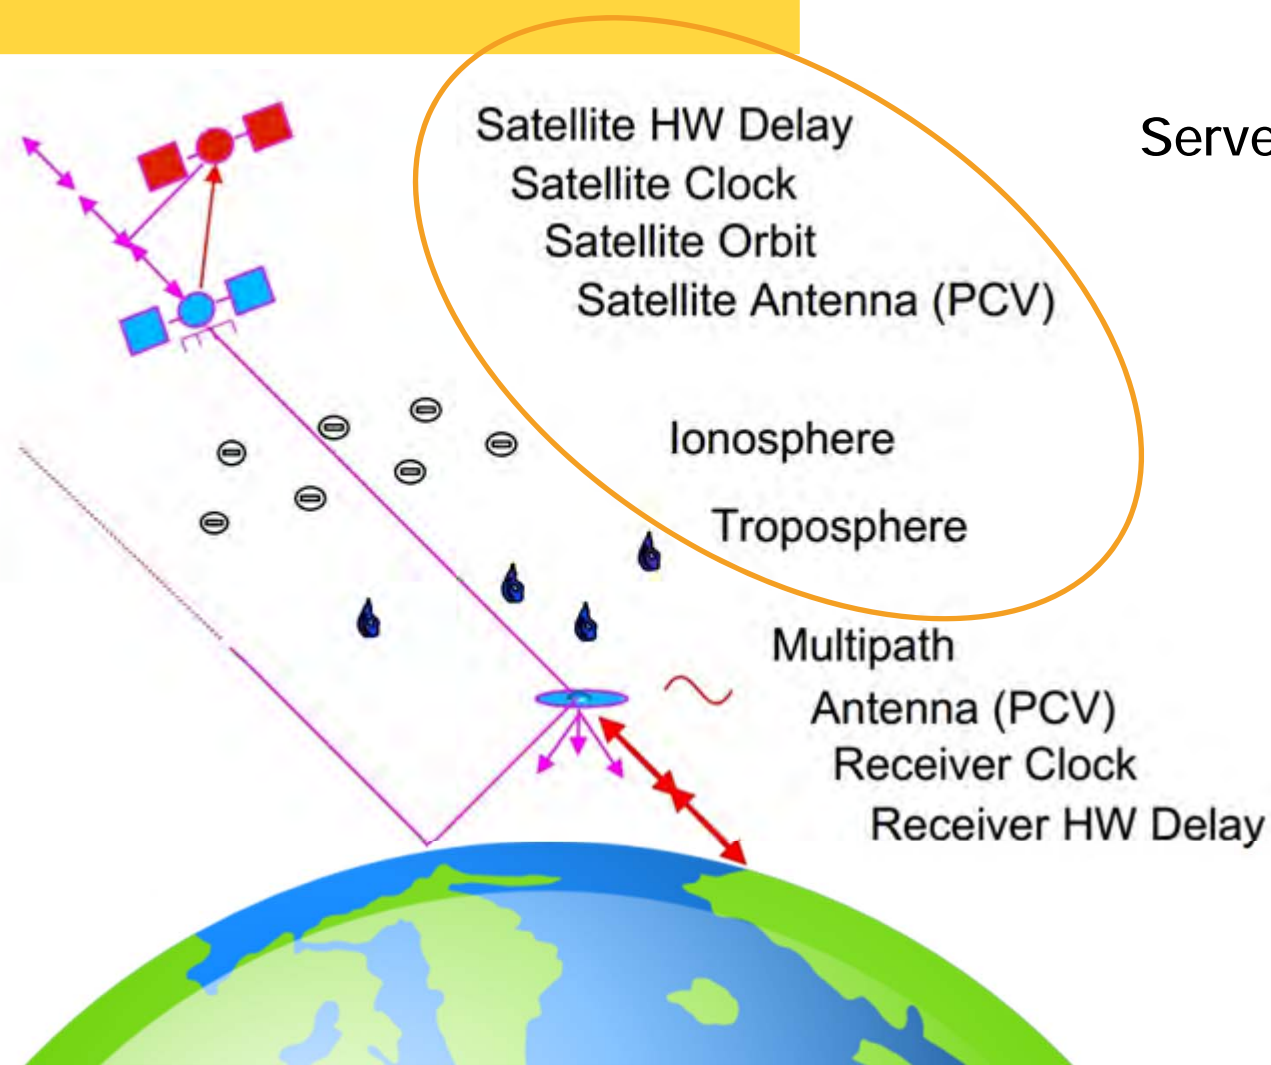 Satellite HW Delay
Serve
Satellite Clock
Satellite Orbit
Satellite Antenna (PCV)
Ionosphere
Troposphere
Multipath
Antenna (PCV)
Receiver Clock
Receiver HW Delay